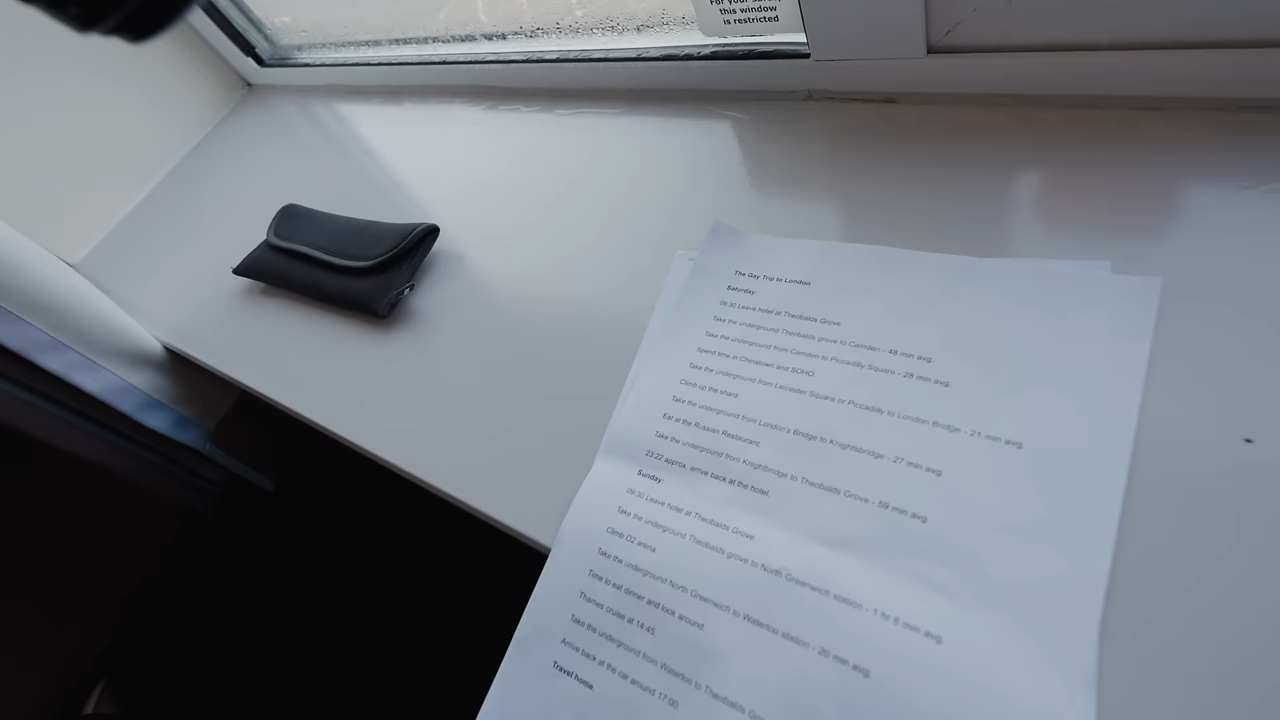 For your safety
this window
is restricted
The Gay Trip to London
Saturday:
09:30 Leave hotel at Theobalds Grove
Take the underground Theobalds grove to Camden - 48 min avg.
Take the underground from Camden to Piccadilly Square - 28 min avg.
Spend time in Chinatown and SOHO.
Take the underground from Leicester Square or Piccadilly to London Bridge - 21 min avg.
Climb up the shard.
Take the underground from London's Bridge to Knightsbridge - 27 min avg.
Eat at the Russian Restaurant.
Take the underground from Knightbridge to Theobalds Grove - 59 min avg.
23:22 approx. arrive back at the hotel.
Sunday:
09:30 Leave hotel at Theobalds Grove.
Take the underground Theobalds grove to North Greenwich station - 1 hr 6 min avg.
Climb O2 arena
Take the underground North Greenwich to Waterloo station - 20 min avg.
Time to eat dinner and look around.
Thames cruise at 14:45.
Take the underground from Waterloo to Theobalds
Arrive back at the car around 17:00.
Travel home.